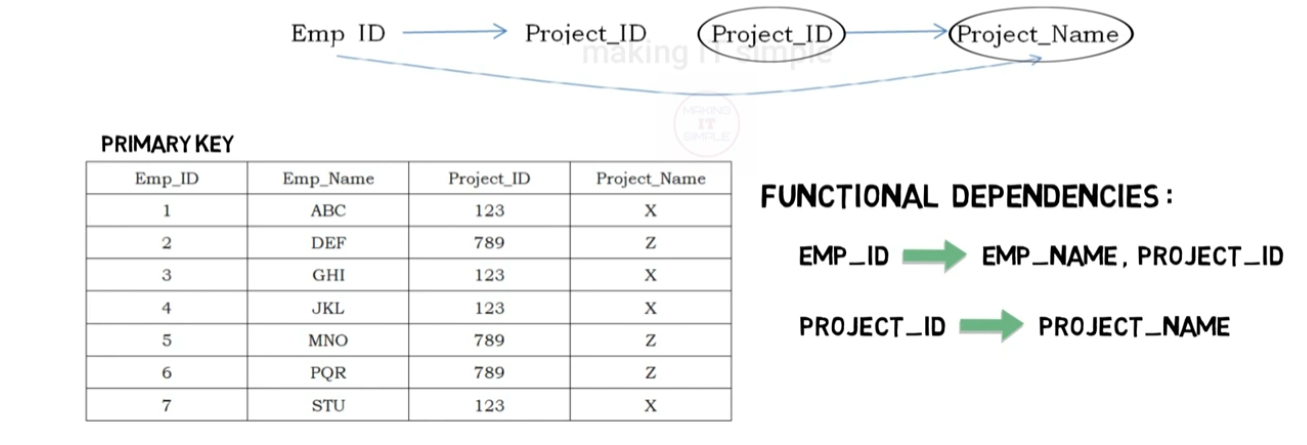 Emp ID Project_ID Project_ID Project_Name
making IT simple
MAKING
IT
SIMPLE
PRIMARY KEY
Emp_ID Emp_Name Project_ID Project_Name
1 ABC 123 X
2 DEF 789 Z
3 GHI 123 X
4 JKL 123 X
5 MNO 789 Z
6 PQR 789 Z
7 STU 123 X
FUNCTIONAL DEPENDENCIES :
EMP_ID EMP_NAME, PROJECT_ID
PROJECT_ID PROJECT_NAME